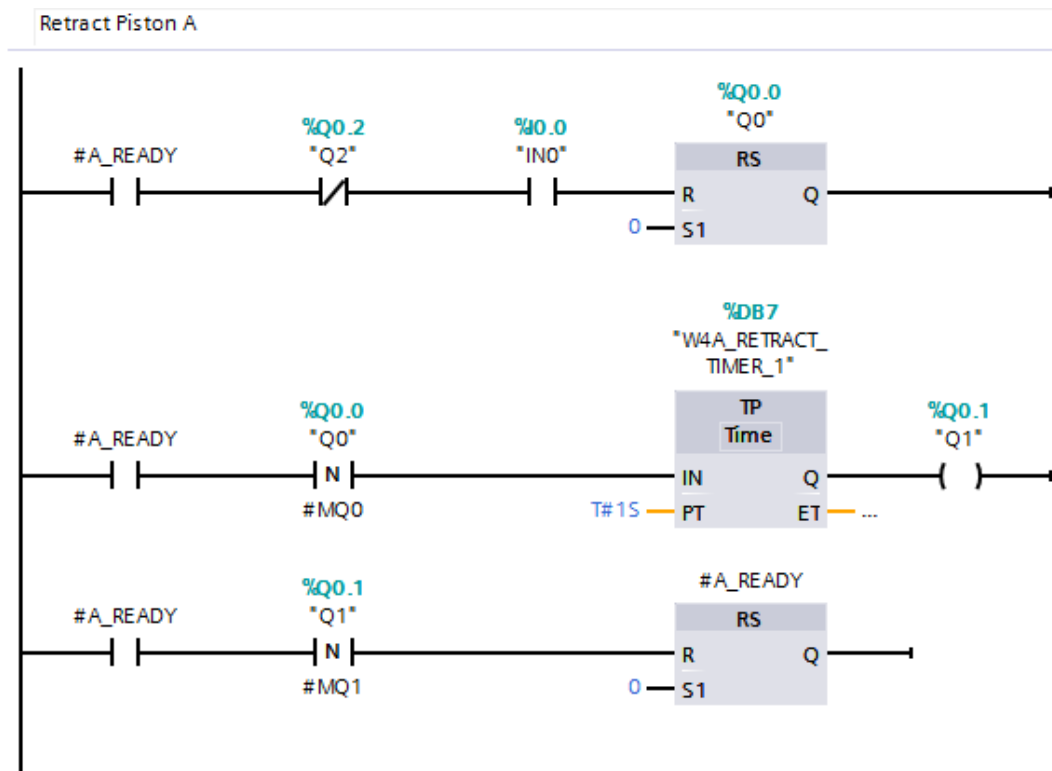 Retract Piston A
%Q0.0
"Q0"
%Q0.2
"Q2"
%I0.0
"IN0"
#A_READY
RS
R
Q
0
S1
%DB7
"W4A_RETRACT_
TIMER_1"
TP
Time
%Q0.0
"Q0"
%Q0.1
"Q1"
#A_READY
N
IN
Q
#MQ0
T#1S
PT
ET
...
%Q0.1
"Q1"
#A_READY
#A_READY
RS
N
R
Q
#MQ1
0
S1